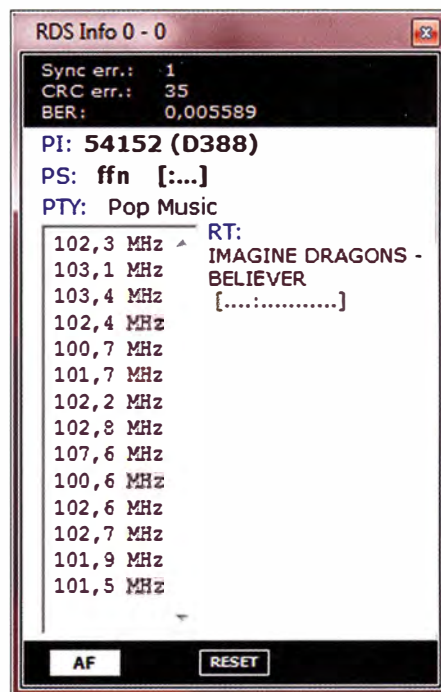 RDS Info 0 - 0
Sync err.: 1
CRC err.: 35
BER: 0,005589
PI: 54152 (D388)
PS: ffn [:...]
PTY: Pop Music
102,3 MHz
103,1 MHz
103,4 MHz
102,4 MHz
100,7 MHz
101,7 MHz
102,2 MHz
102,8 MHz
107,6 MHz
100,6 MHz
102,6 MHz
102,7 MHz
101,9 MHz
101,5 MHz
RT:
IMAGINE DRAGONS -
BELIEVER
[....:...........]
AF
RESET